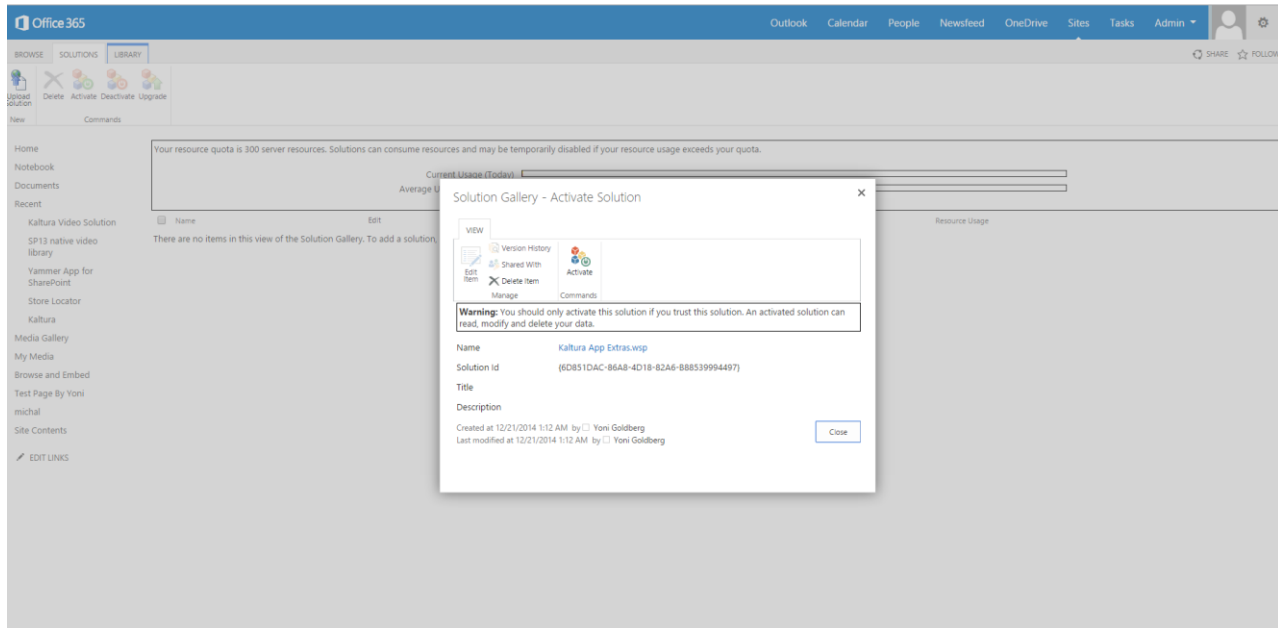 Office 365
Outlook Calendar People Newsfeed OneDrive Sites Tasks Admin
BROWSE SOLUTIONS LIBRARY
SHARE FOLLOW
Upload Solution
Delete Activate Deactivate Upgrade
New Commands
Home
Notebook
Documents
Recent
Kaltura Video Solution
SP13 native video
library
Yammer App for
SharePoint
Store Locator
Kaltura
Media Gallery
My Media
Browse and Embed
Test Page By Yoni
michal
Site Contents
EDIT LINKS
Your resource quota is 300 server resources. Solutions can consume resources and may be temporarily disabled if your resource usage exceeds your quota.
Current Usage (Today)
Average U
Name Edit Resource Usage
There are no items in this view of the Solution Gallery. To add a solution,
Solution Gallery - Activate Solution
VIEW
Edit
Item
Version History
Shared With
Delete Item
Activate
Manage Commands
Warning: You should only activate this solution if you trust this solution. An activated solution can
read, modify and delete your data.
Name Kaltura App Extras.wsp
Solution Id {6D851DAC-86A8-4D18-82A6-B88539994497}
Title
Description
Created at 12/21/2014 1:12 AM by Yoni Goldberg
Last modified at 12/21/2014 1:12 AM by Yoni Goldberg
Close